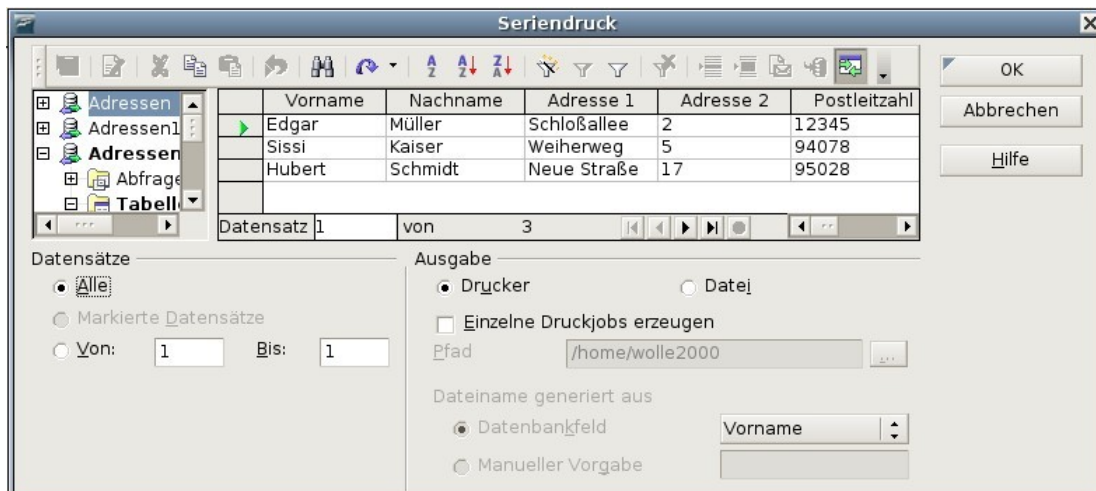 Seriendruck
OK
Abbrechen
Hilfe
Adressen
Adressen1
Adressen
Abfrage
Tabelle
Vorname Nachname Adresse 1 Adresse 2 Postleitzahl
Edgar Müller Schloßallee 2 12345
Sissi Kaiser Weiherweg 5 94078
Hubert Schmidt Neue Straße 17 95028
Datensatz 1 von 3
Datensätze
Alle
Markierte Datensätze
Von: 1 Bis: 1
Ausgabe
Drucker Datei
Einzelne Druckjobs erzeugen
Pfad /home/wolle2000 ...
Dateiname generiert aus
Datenbankfeld Vorname
Manueller Vorgabe